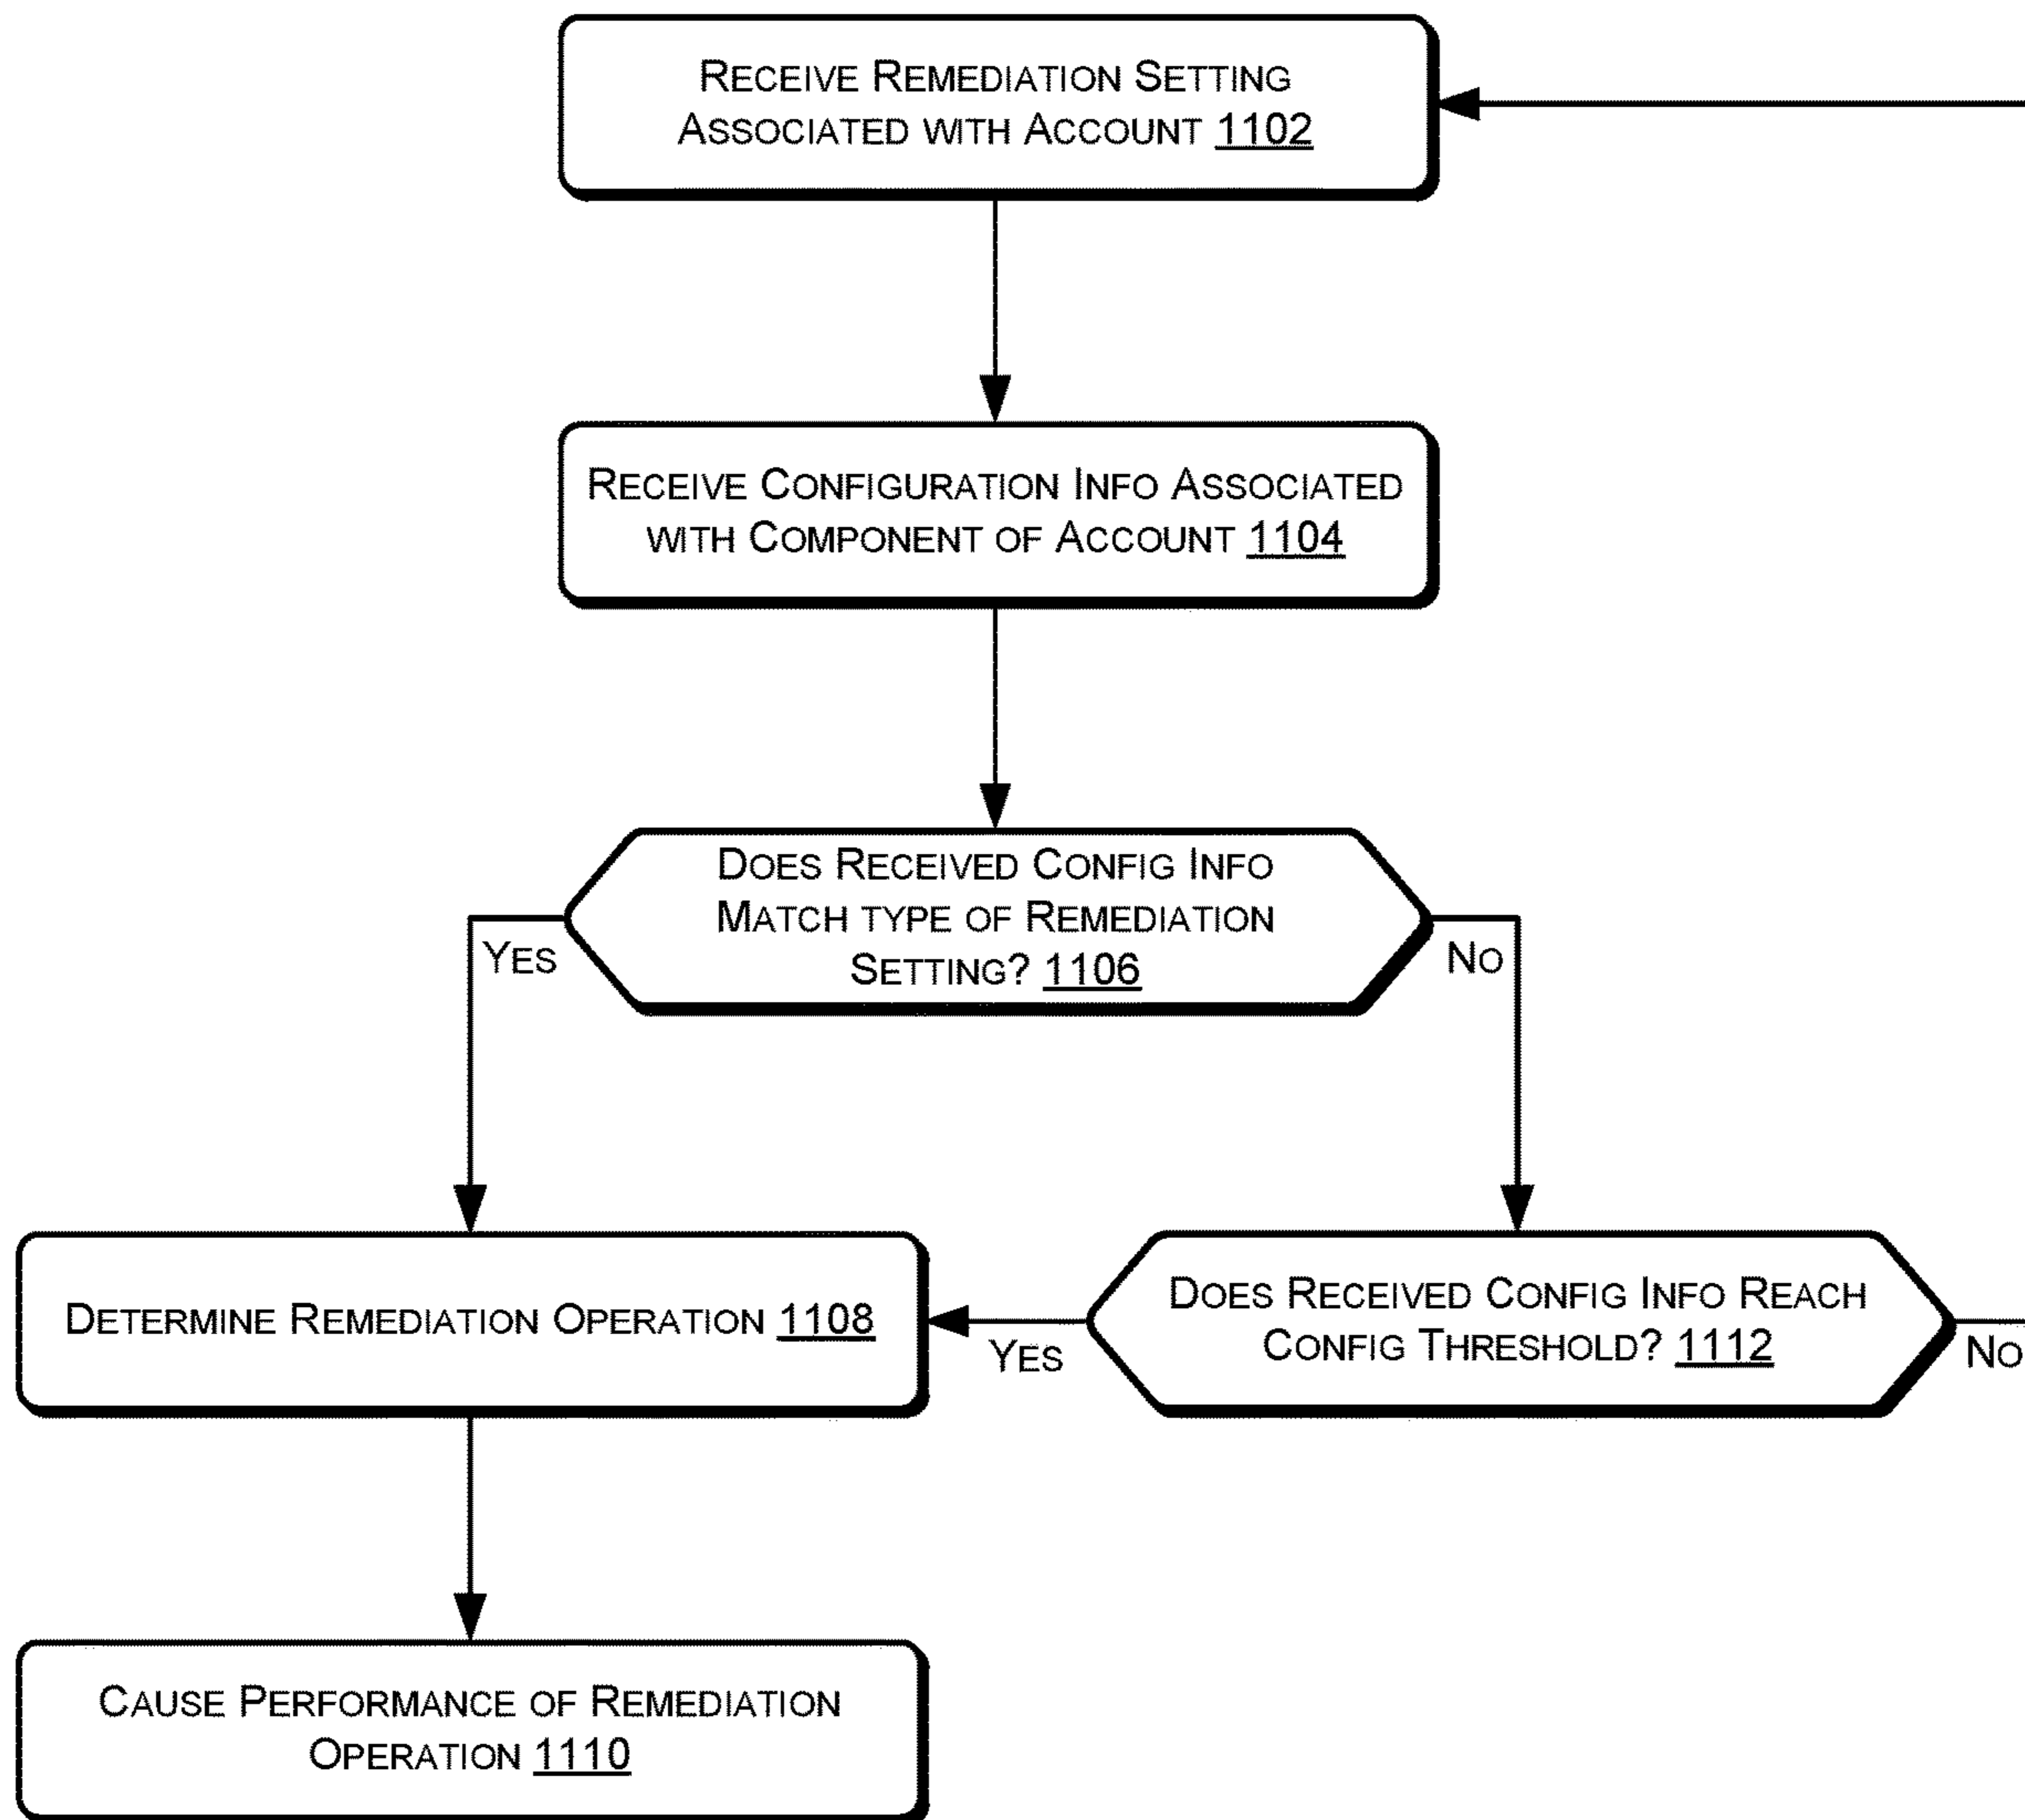 RECEIVE REMEDIATION SETTING
ASSOCIATED WITH ACCOUNT 1102
RECEIVE CONFIGURATION INFO ASSOCIATED
WITH COMPONENT OF ACCOUNT 1104
DOES RECEIVED CONFIG INFO
MATCH TYPE OF REMEDIATION
SETTING? 1106
YES
NO
DETERMINE REMEDIATION OPERATION 1108
YES
DOES RECEIVED CONFIG INFO REACH
CONFIG THRESHOLD? 1112
NO
CAUSE PERFORMANCE OF REMEDIATION
OPERATION 1110